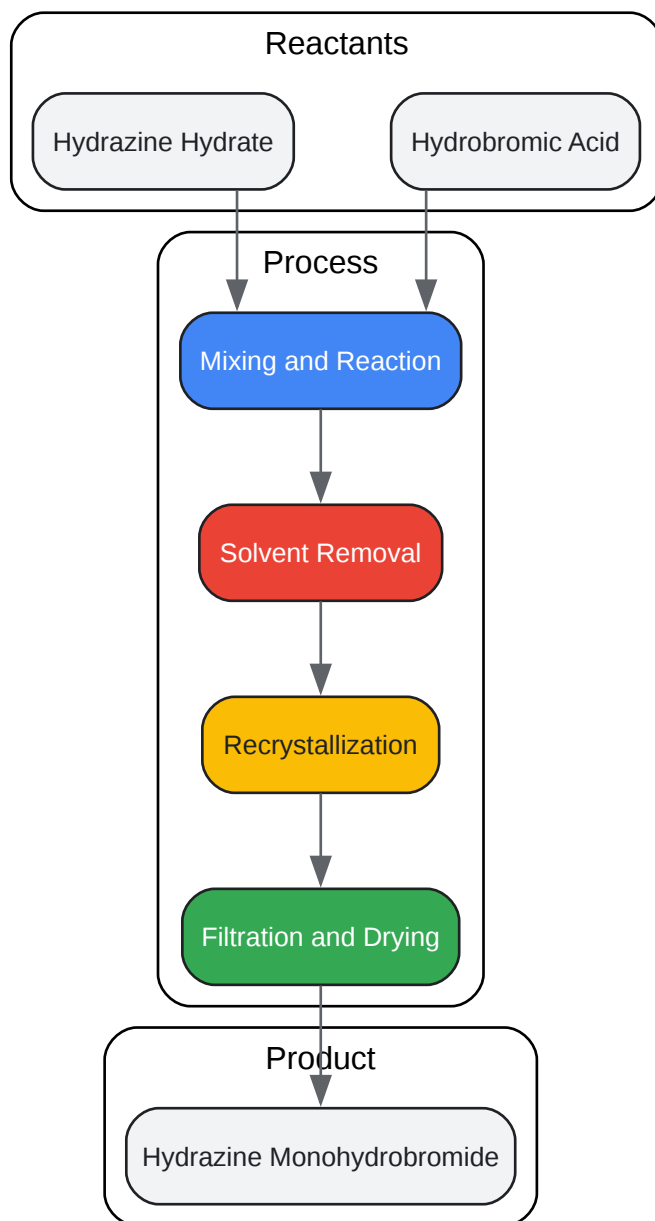 Reactants
Hydrazine Hydrate
Hydrobromic Acid
Process
Mixing and Reaction
Solvent Removal
Recrystallization
Filtration and Drying
Product
Hydrazine Monohydrobromide